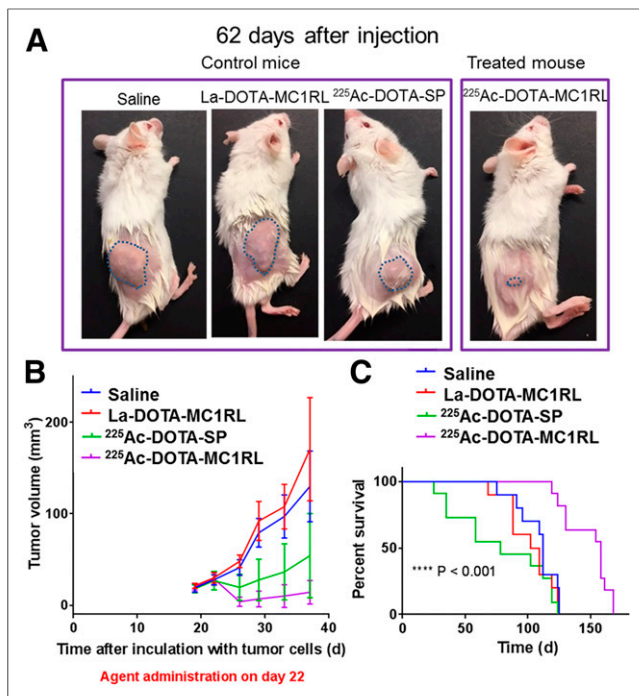 A
62 days after injection
Control mice
Treated mouse
Saline
La-DOTA-MC1RL
²²⁵Ac-DOTA-SP
²²⁵Ac-DOTA-MC1RL
B
Saline
La-DOTA-MC1RL
²²⁵Ac-DOTA-SP
²²⁵Ac-DOTA-MC1RL
Tumor volume (mm³)
200
100
0
0
10
20
30
40
Time after inculation with tumor cells (d)
Agent administration on day 22
C
Saline
La-DOTA-MC1RL
²²⁵Ac-DOTA-SP
²²⁵Ac-DOTA-MC1RL
Percent survival
100
50
0
**** P < 0.001
0
50
100
150
Time (d)